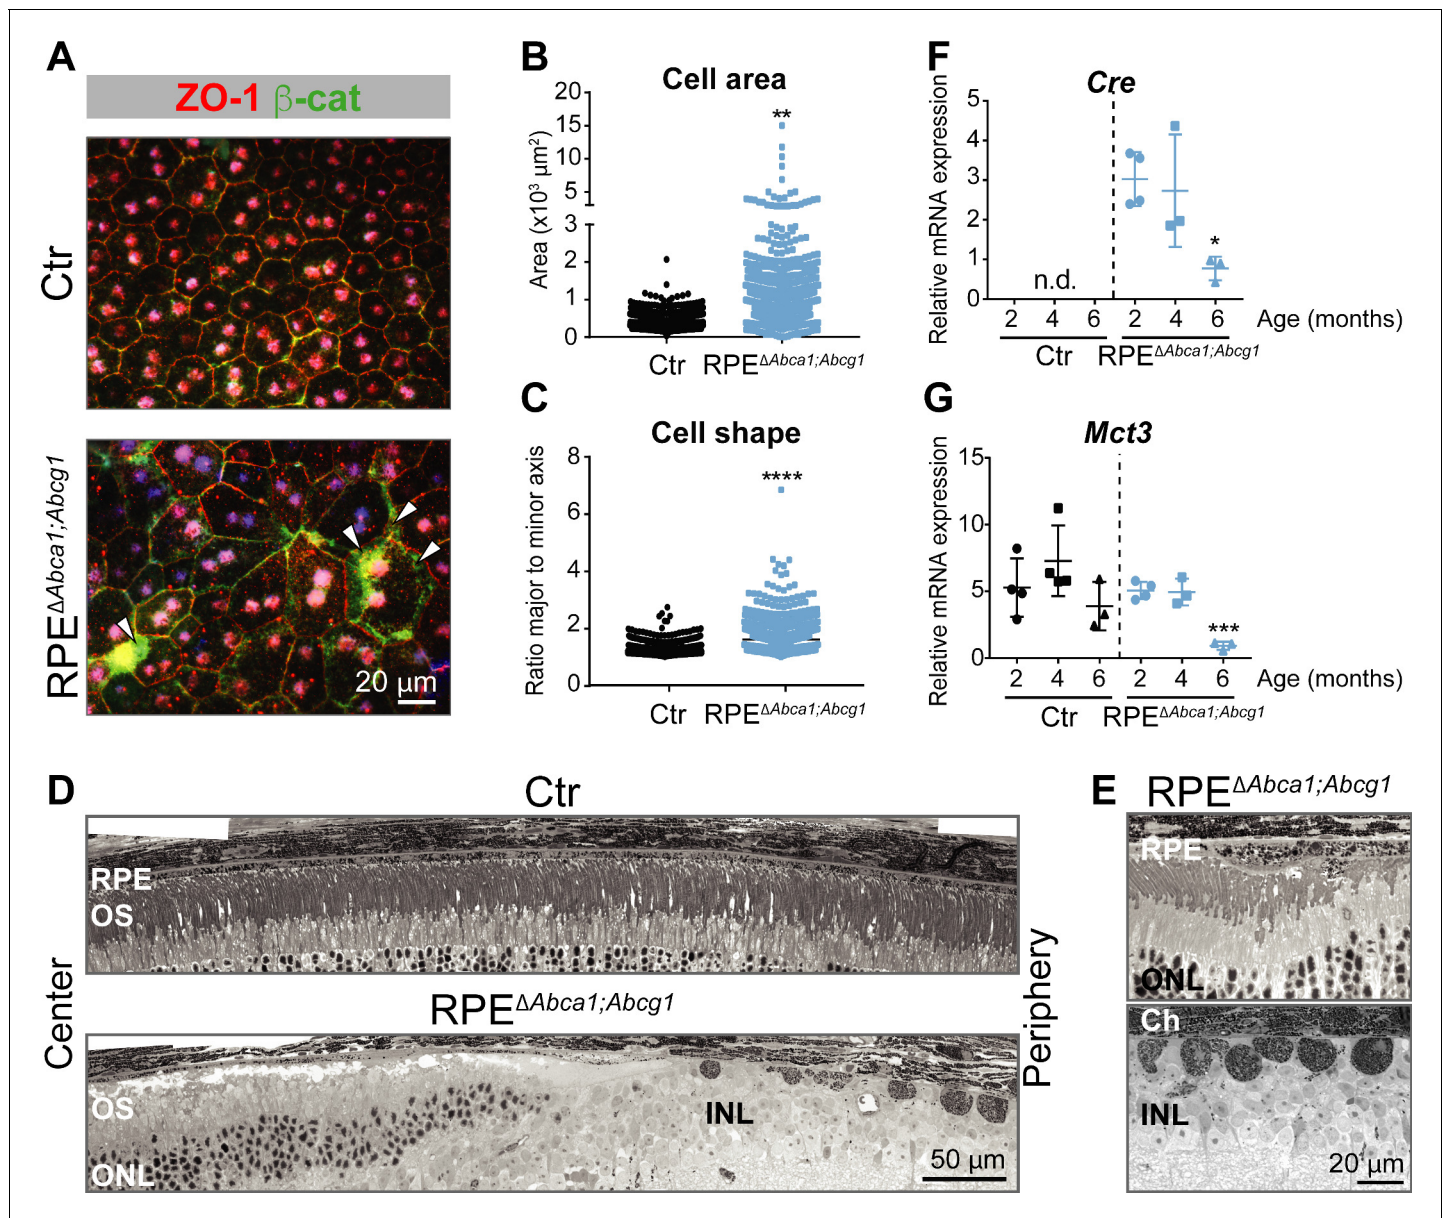 A
ZO-1 β-cat
Ctr
RPEΔAbca1;Abcg1
20 µm
B
Cell area
Area (x10³ µm²)
20
15
10
5
3
2
1
0
**
Ctr
RPEΔAbca1;Abcg1
C
Cell shape
Ratio major to minor axis
8
6
4
2
0
****
Ctr
RPEΔAbca1;Abcg1
F
Cre
Relative mRNA expression
5
4
3
2
1
0
n.d.
*
2 4 6 2 4 6 Age (months)
Ctr RPEΔAbca1;Abcg1
G
Mct3
Relative mRNA expression
15
10
5
0
***
2 4 6 2 4 6 Age (months)
Ctr RPEΔAbca1;Abcg1
D
Ctr
RPE
OS
Center
Periphery
RPEΔAbca1;Abcg1
OS
INL
ONL
50 µm
E
RPEΔAbca1;Abcg1
RPE
ONL
Ch
INL
20 µm